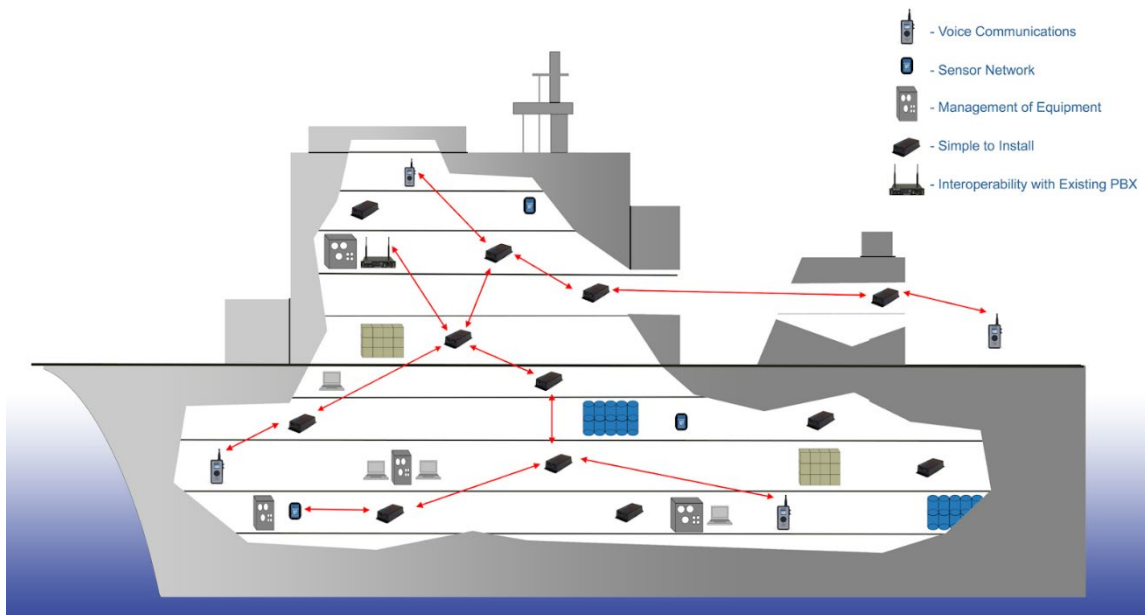 - Voice Communications
- Sensor Network
- Management of Equipment
- Simple to Install
- Interoperability with Existing PBX